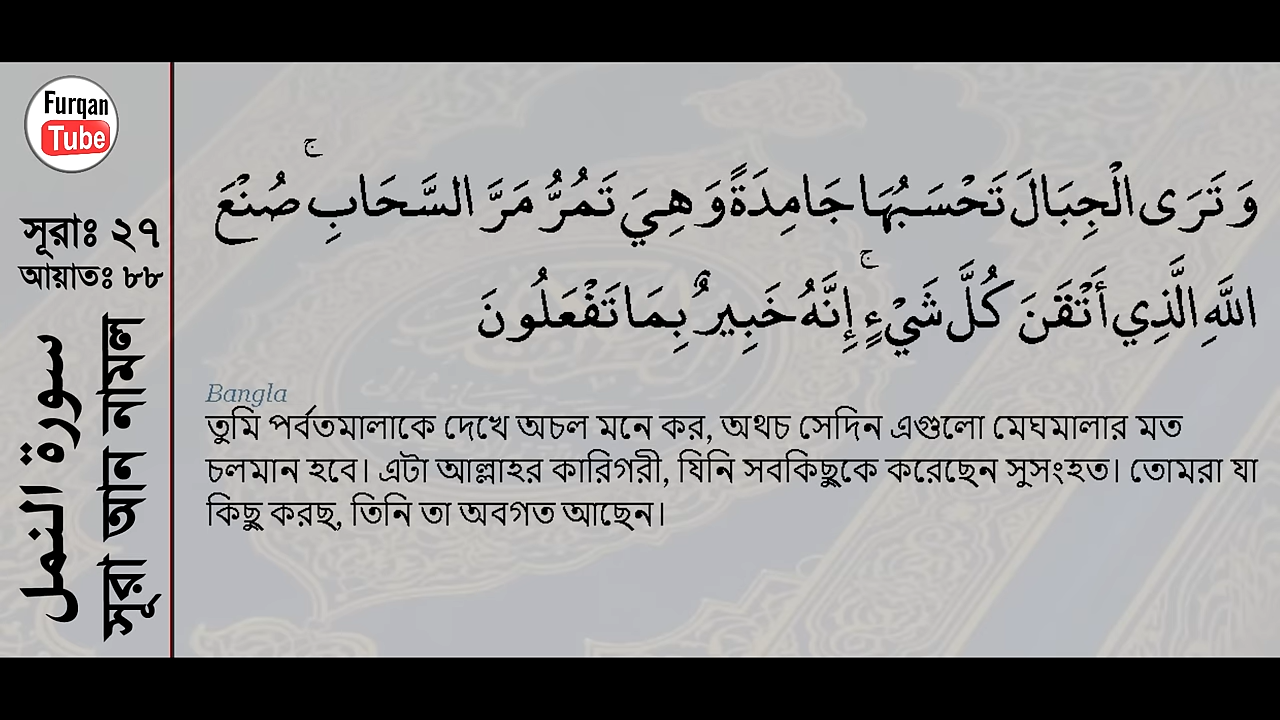 Furqan
Tube
সূরাঃ ২৭
আয়াতঃ ৮৮
سورة النمل
সূরা আন নামল
وَتَرَى الْجِبَالَ تَحْسَبُهَا جَامِدَةً وَهِيَ تَمُرُّ مَرَّ السَّحَابِ ۚ صُنْعَ
اللَّهِ الَّذِي أَتْقَنَ كُلَّ شَيْءٍ ۚ إِنَّهُ خَبِيرٌ بِمَا تَفْعَلُونَ
Bangla
তুমি পর্বতমালাকে দেখে অচল মনে কর, অথচ সেদিন এগুলো মেঘমালার মত
চলমান হবে। এটা আল্লাহর কারিগরী, যিনি সবকিছুকে করেছেন সুসংহত। তোমরা যা
কিছু করছ, তিনি তা অবগত আছেন।